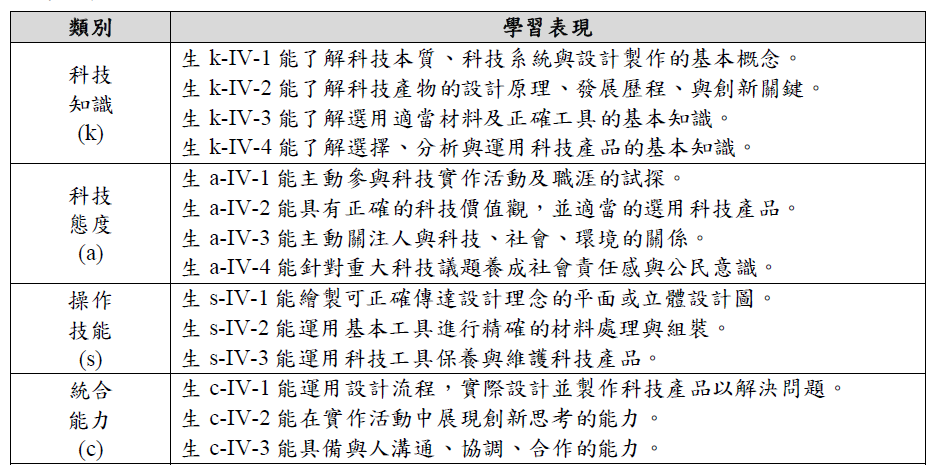 類別 學習表現
科技
知識
(k)
生 k-IV-1 能了解科技本質、科技系統與設計製作的基本概念。
生 k-IV-2 能了解科技產物的設計原理、發展歷程、與創新關鍵。
生 k-IV-3 能了解選用適當材料及正確工具的基本知識。
生 k-IV-4 能了解選擇、分析與運用科技產品的基本知識。
科技
態度
(a)
生 a-IV-1 能主動參與科技實作活動及職涯的試探。
生 a-IV-2 能具有正確的科技價值觀，並適當的選用科技產品。
生 a-IV-3 能主動關注人與科技、社會、環境的關係。
生 a-IV-4 能針對重大科技議題養成社會責任感與公民意識。
操作
技能
(s)
生 s-IV-1 能繪製可正確傳達設計理念的平面或立體設計圖。
生 s-IV-2 能運用基本工具進行精確的材料處理與組裝。
生 s-IV-3 能運用科技工具保養與維護科技產品。
統合
能力
(c)
生 c-IV-1 能運用設計流程，實際設計並製作科技產品以解決問題。
生 c-IV-2 能在實作活動中展現創新思考的能力。
生 c-IV-3 能具備與人溝通、協調、合作的能力。